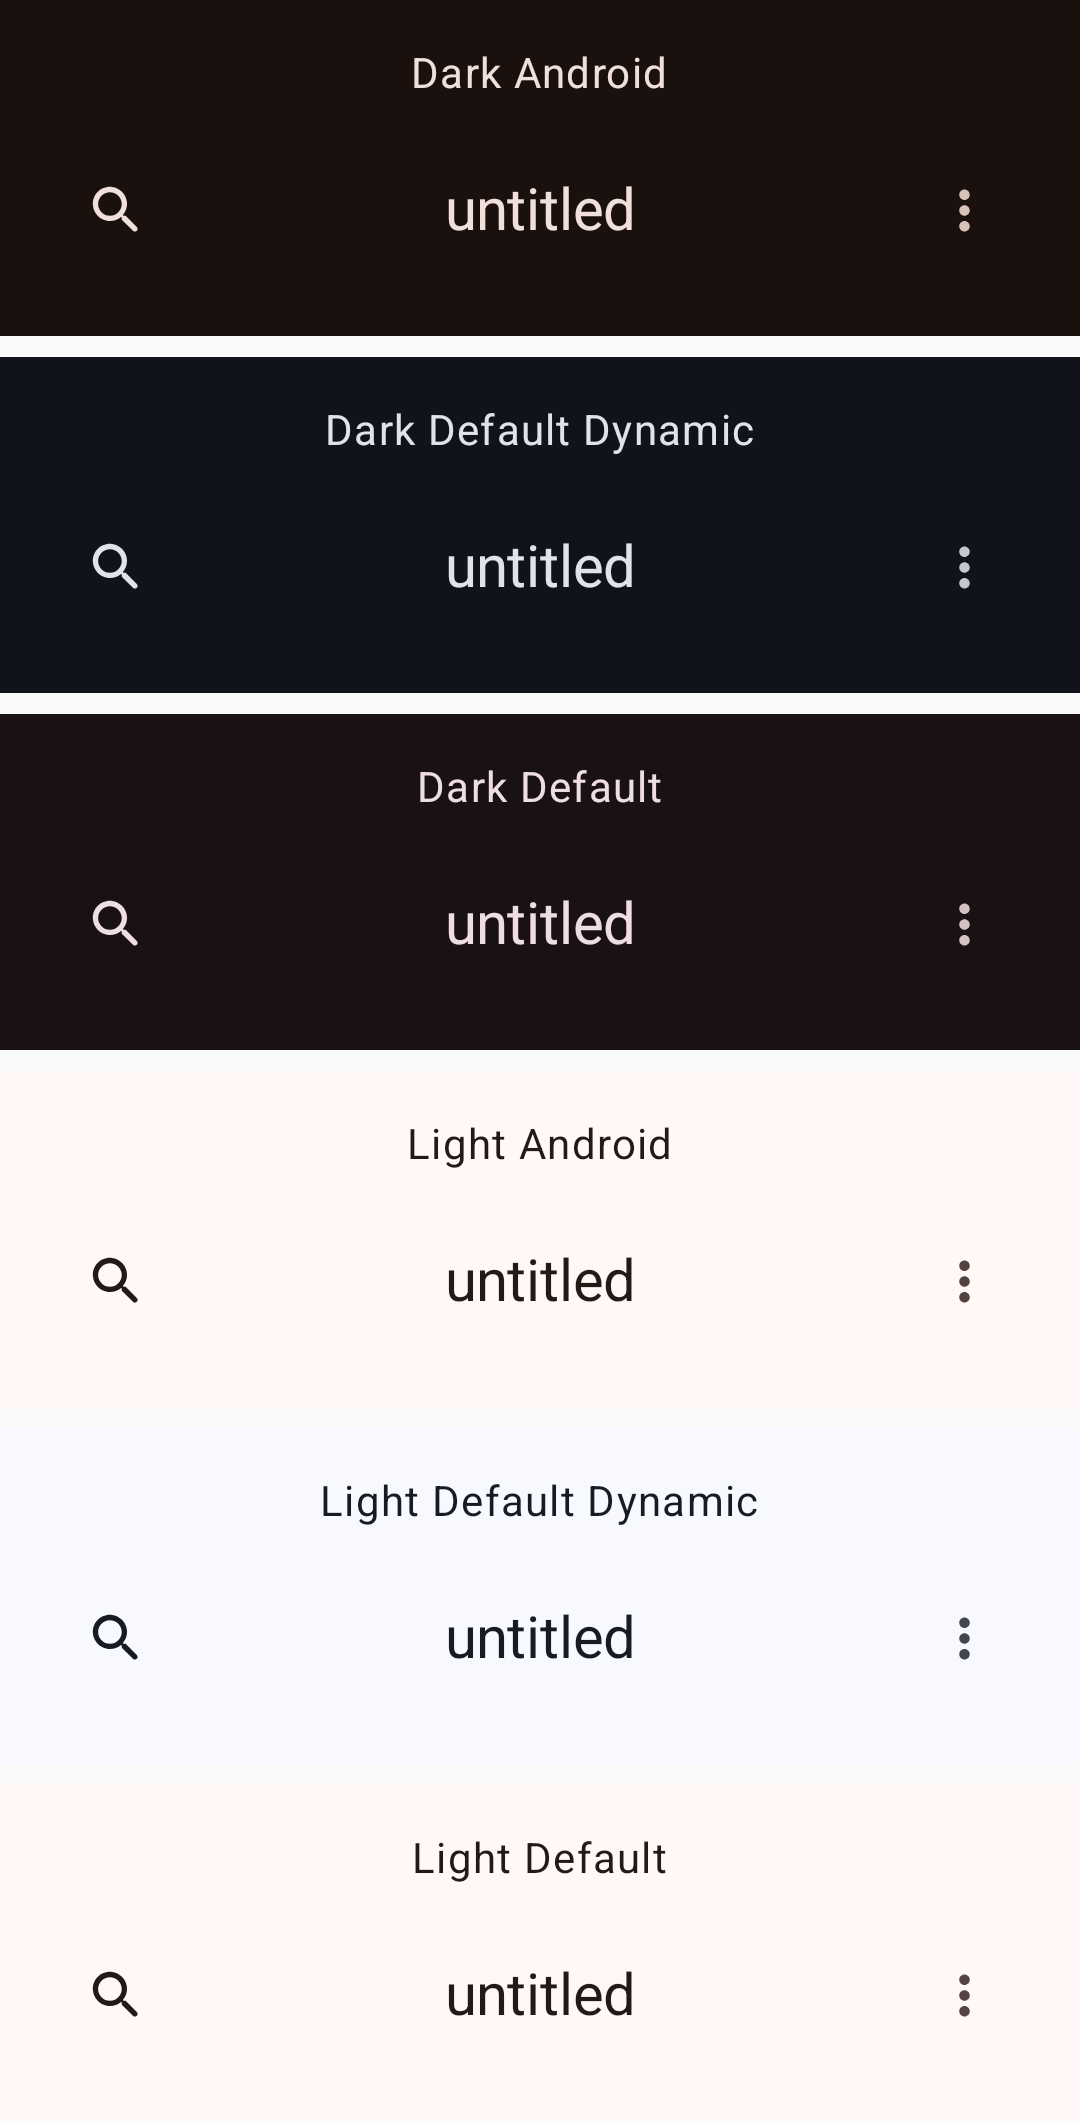 Dark Android
untitled
Dark Default Dynamic
untitled
Dark Default
untitled
Light Android
untitled
Light Default Dynamic
untitled
Light Default
untitled